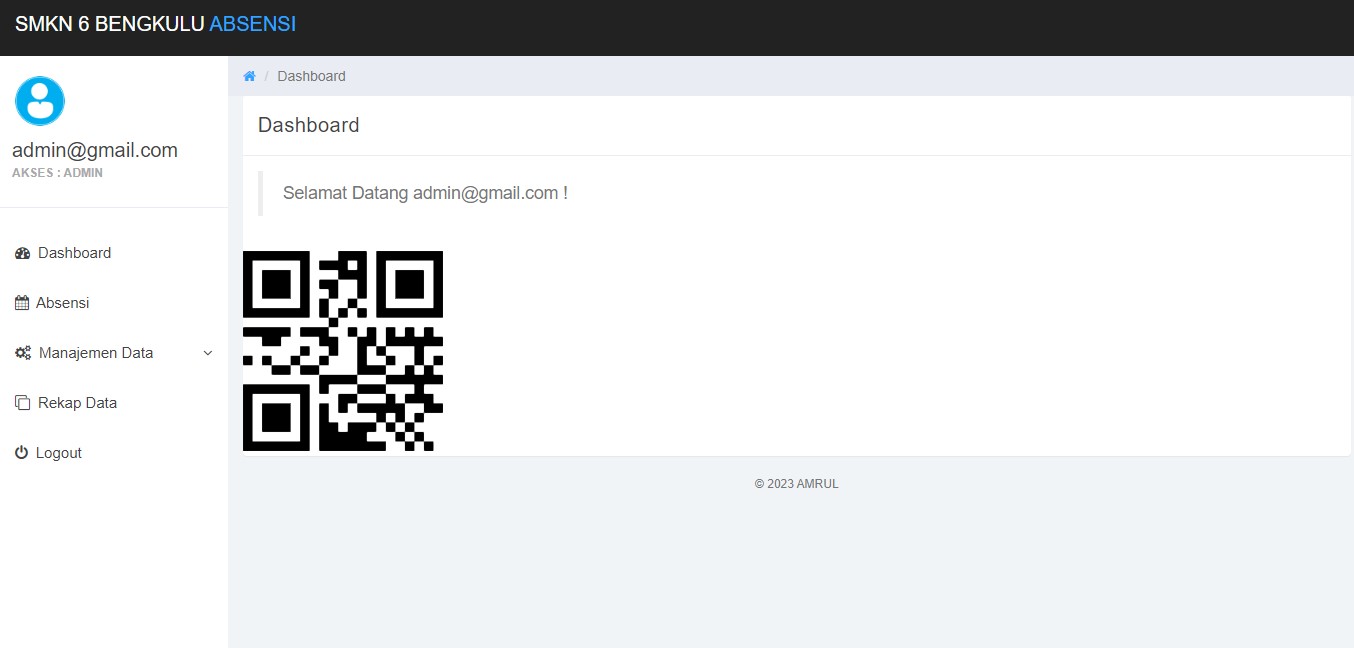 SMKN 6 BENGKULU ABSENSI
/ Dashboard
admin@gmail.com
AKSES : ADMIN
Dashboard
Absensi
Manajemen Data
Rekap Data
Logout
Dashboard
Selamat Datang admin@gmail.com !
© 2023 AMRUL